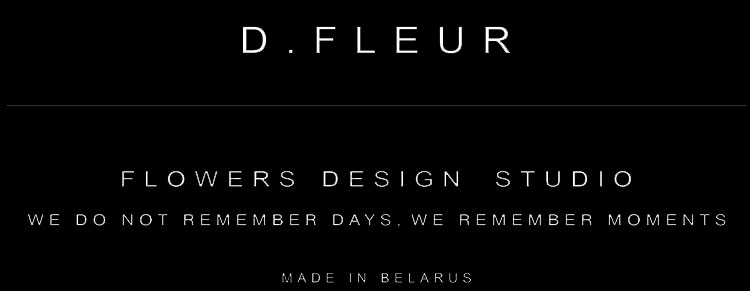 D.FLEUR
FLOWERS DESIGN STUDIO
WE DO NOT REMEMBER DAYS, WE REMEMBER MOMENTS
MADE IN BELARUS